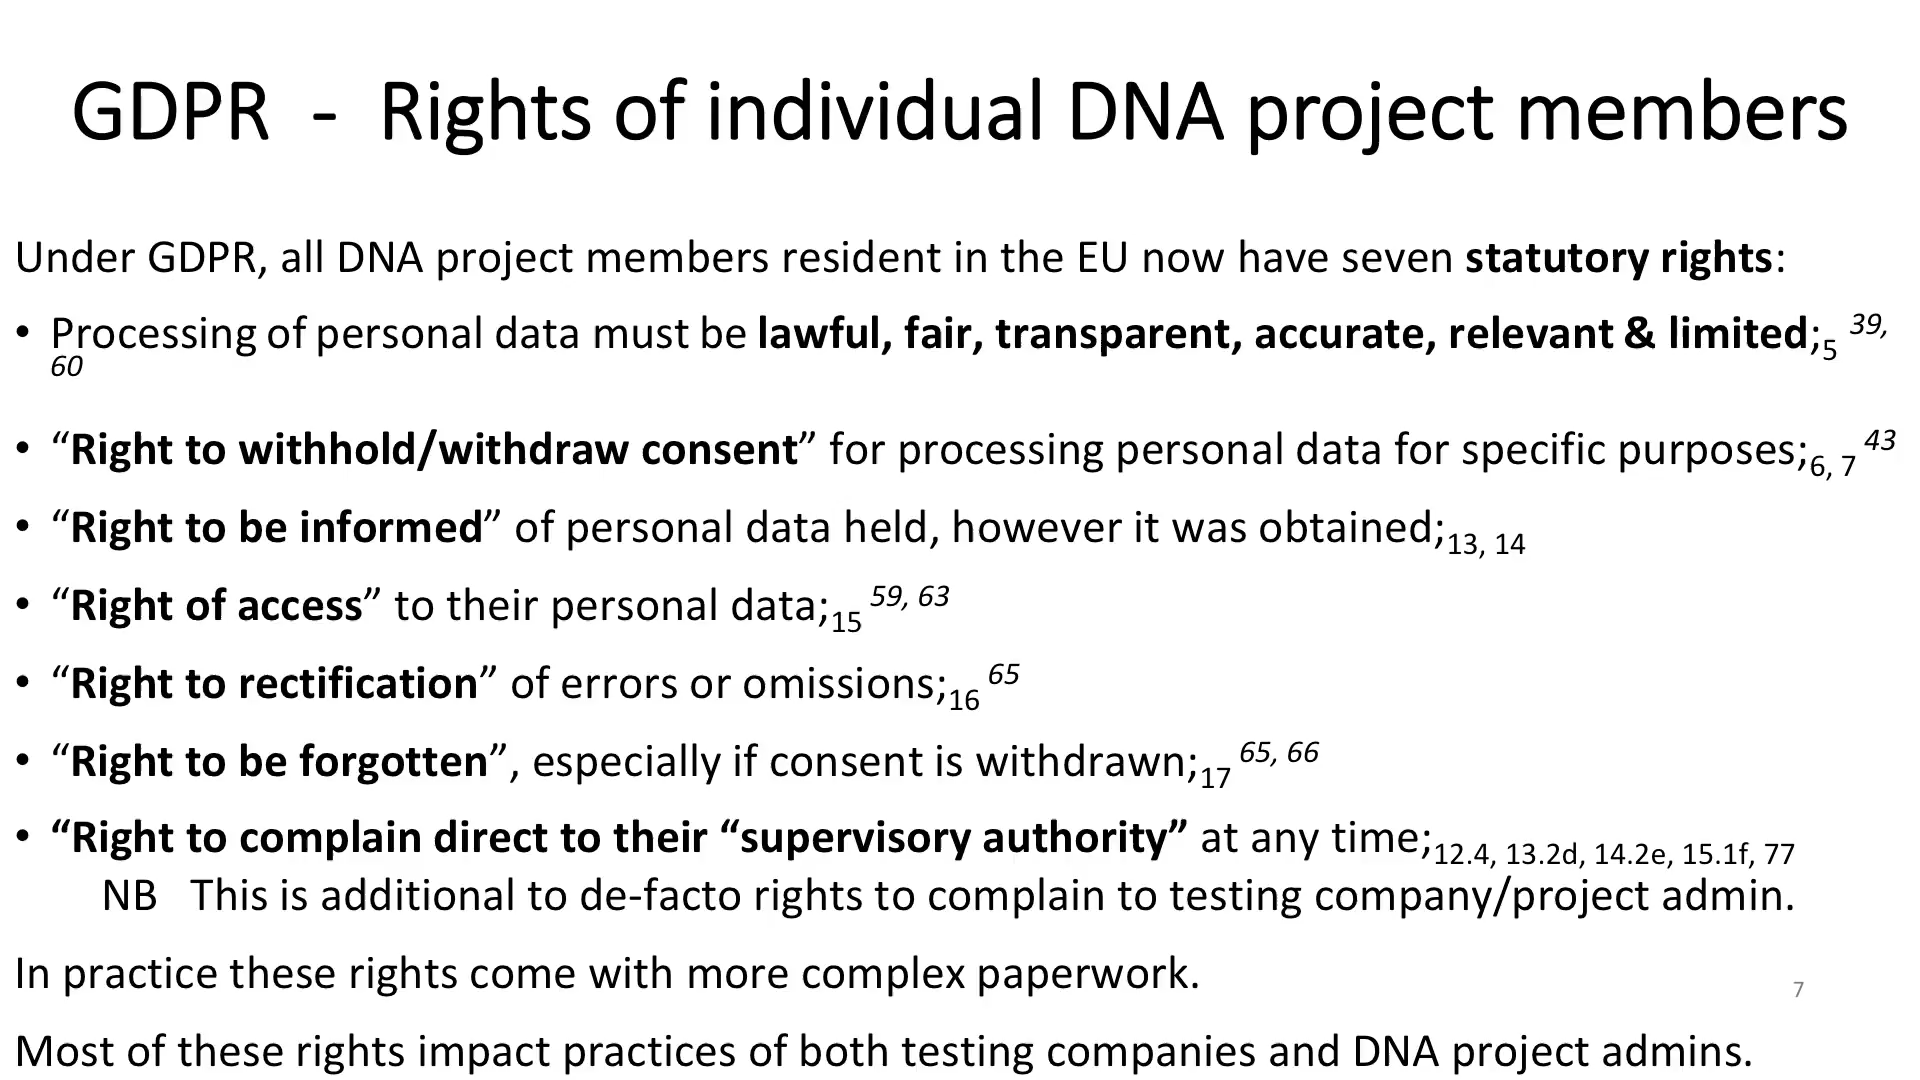 GDPR - Rights of individual DNA project members
Under GDPR, all DNA project members resident in the EU now have seven statutory rights:
• Processing of personal data must be lawful, fair, transparent, accurate, relevant & limited;5 39,
60
• “Right to withhold/withdraw consent” for processing personal data for specific purposes;6, 7 43
• “Right to be informed” of personal data held, however it was obtained;13, 14
• “Right of access” to their personal data;15 59, 63
• “Right to rectification” of errors or omissions;16 65
• “Right to be forgotten”, especially if consent is withdrawn;17 65, 66
• “Right to complain direct to their “supervisory authority” at any time;12.4, 13.2d, 14.2e, 15.1f, 77
NB This is additional to de-facto rights to complain to testing company/project admin.
In practice these rights come with more complex paperwork.
7
Most of these rights impact practices of both testing companies and DNA project admins.